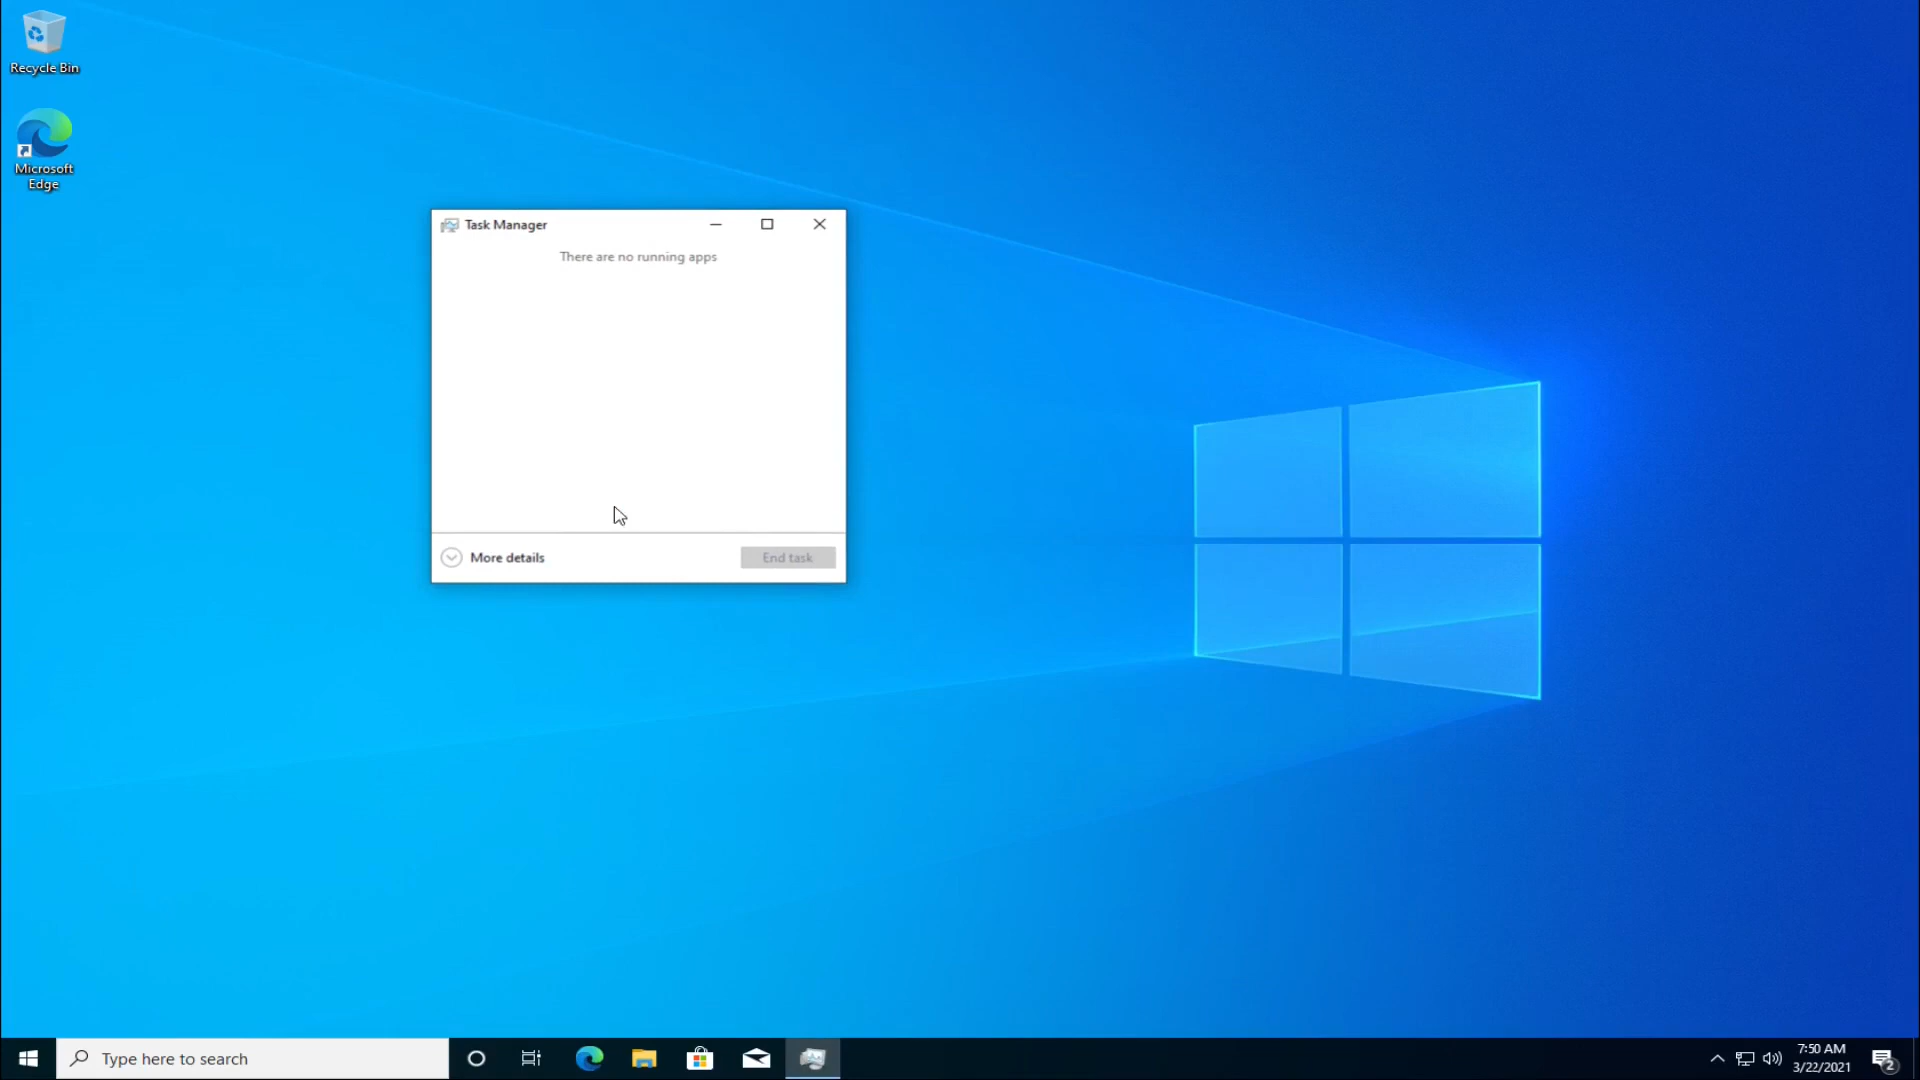 Recycle Bin
Microsoft
Edge
Task Manager
There are no running apps
More details
End task
Type here to search
7:50 AM
3/22/2021
2